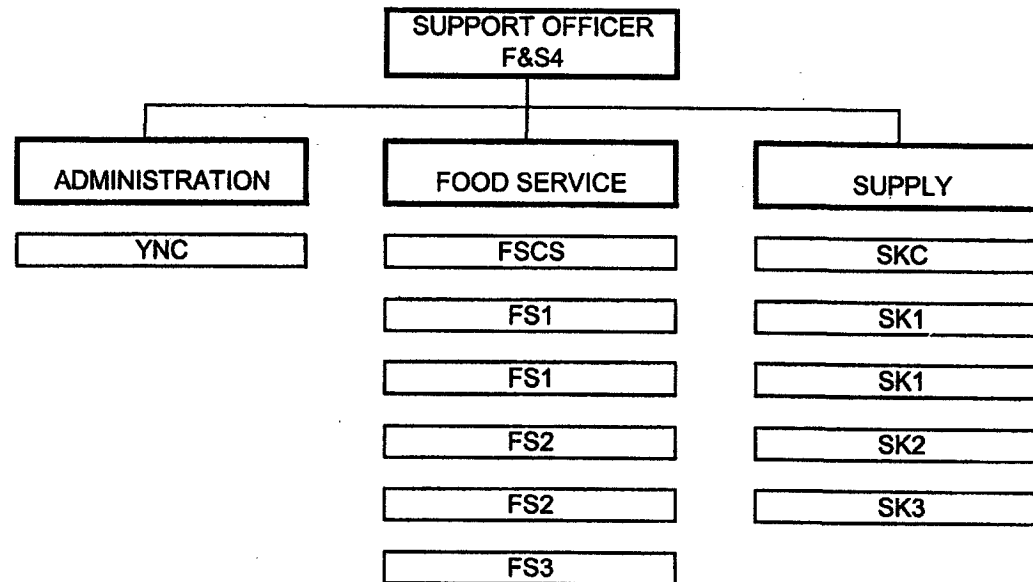 SUPPORT OFFICER
F&S4
ADMINISTRATION
FOOD SERVICE
SUPPLY
YNC
FSCS
SKC
FS1
SK1
FS1
SK1
FS2
SK2
FS2
SK3
FS3